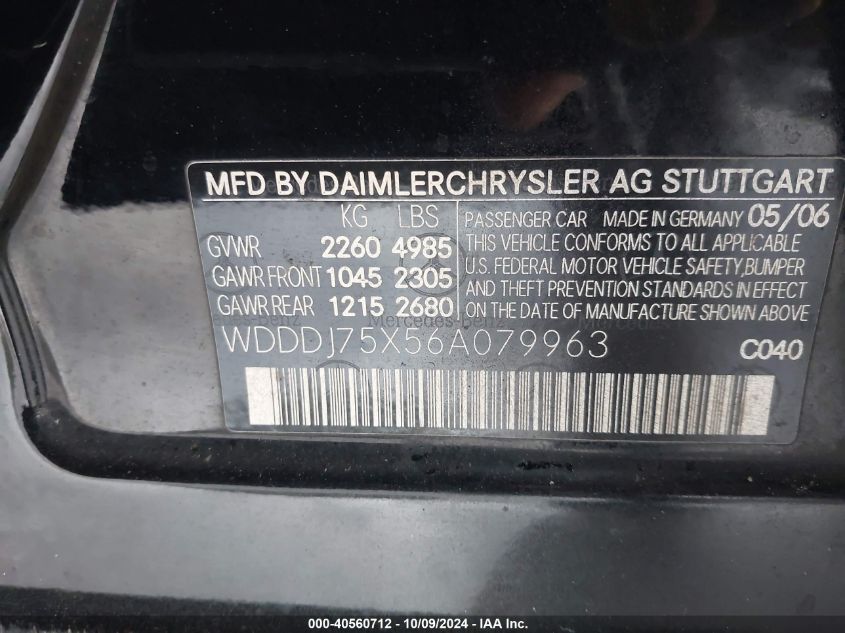 MFD BY DAIMLERCHRYSLER AG STUTTGART
KG LBS
GVWR 2260 4985
GAWR FRONT 1045 2305
GAWR REAR 1215 2680
PASSENGER CAR MADE IN GERMANY 05/06
THIS VEHICLE CONFORMS TO ALL APPLICABLE
U.S. FEDERAL MOTOR VEHICLE SAFETY,BUMPER
AND THEFT PREVENTION STANDARDS IN EFFECT
ON THE DATE OF MANUFACTURE SHOWN ABOVE
Mercedes-Benz
WDDDJ75X56A079963 C040
000-40560712 - 10/09/2024 - IAA Inc.